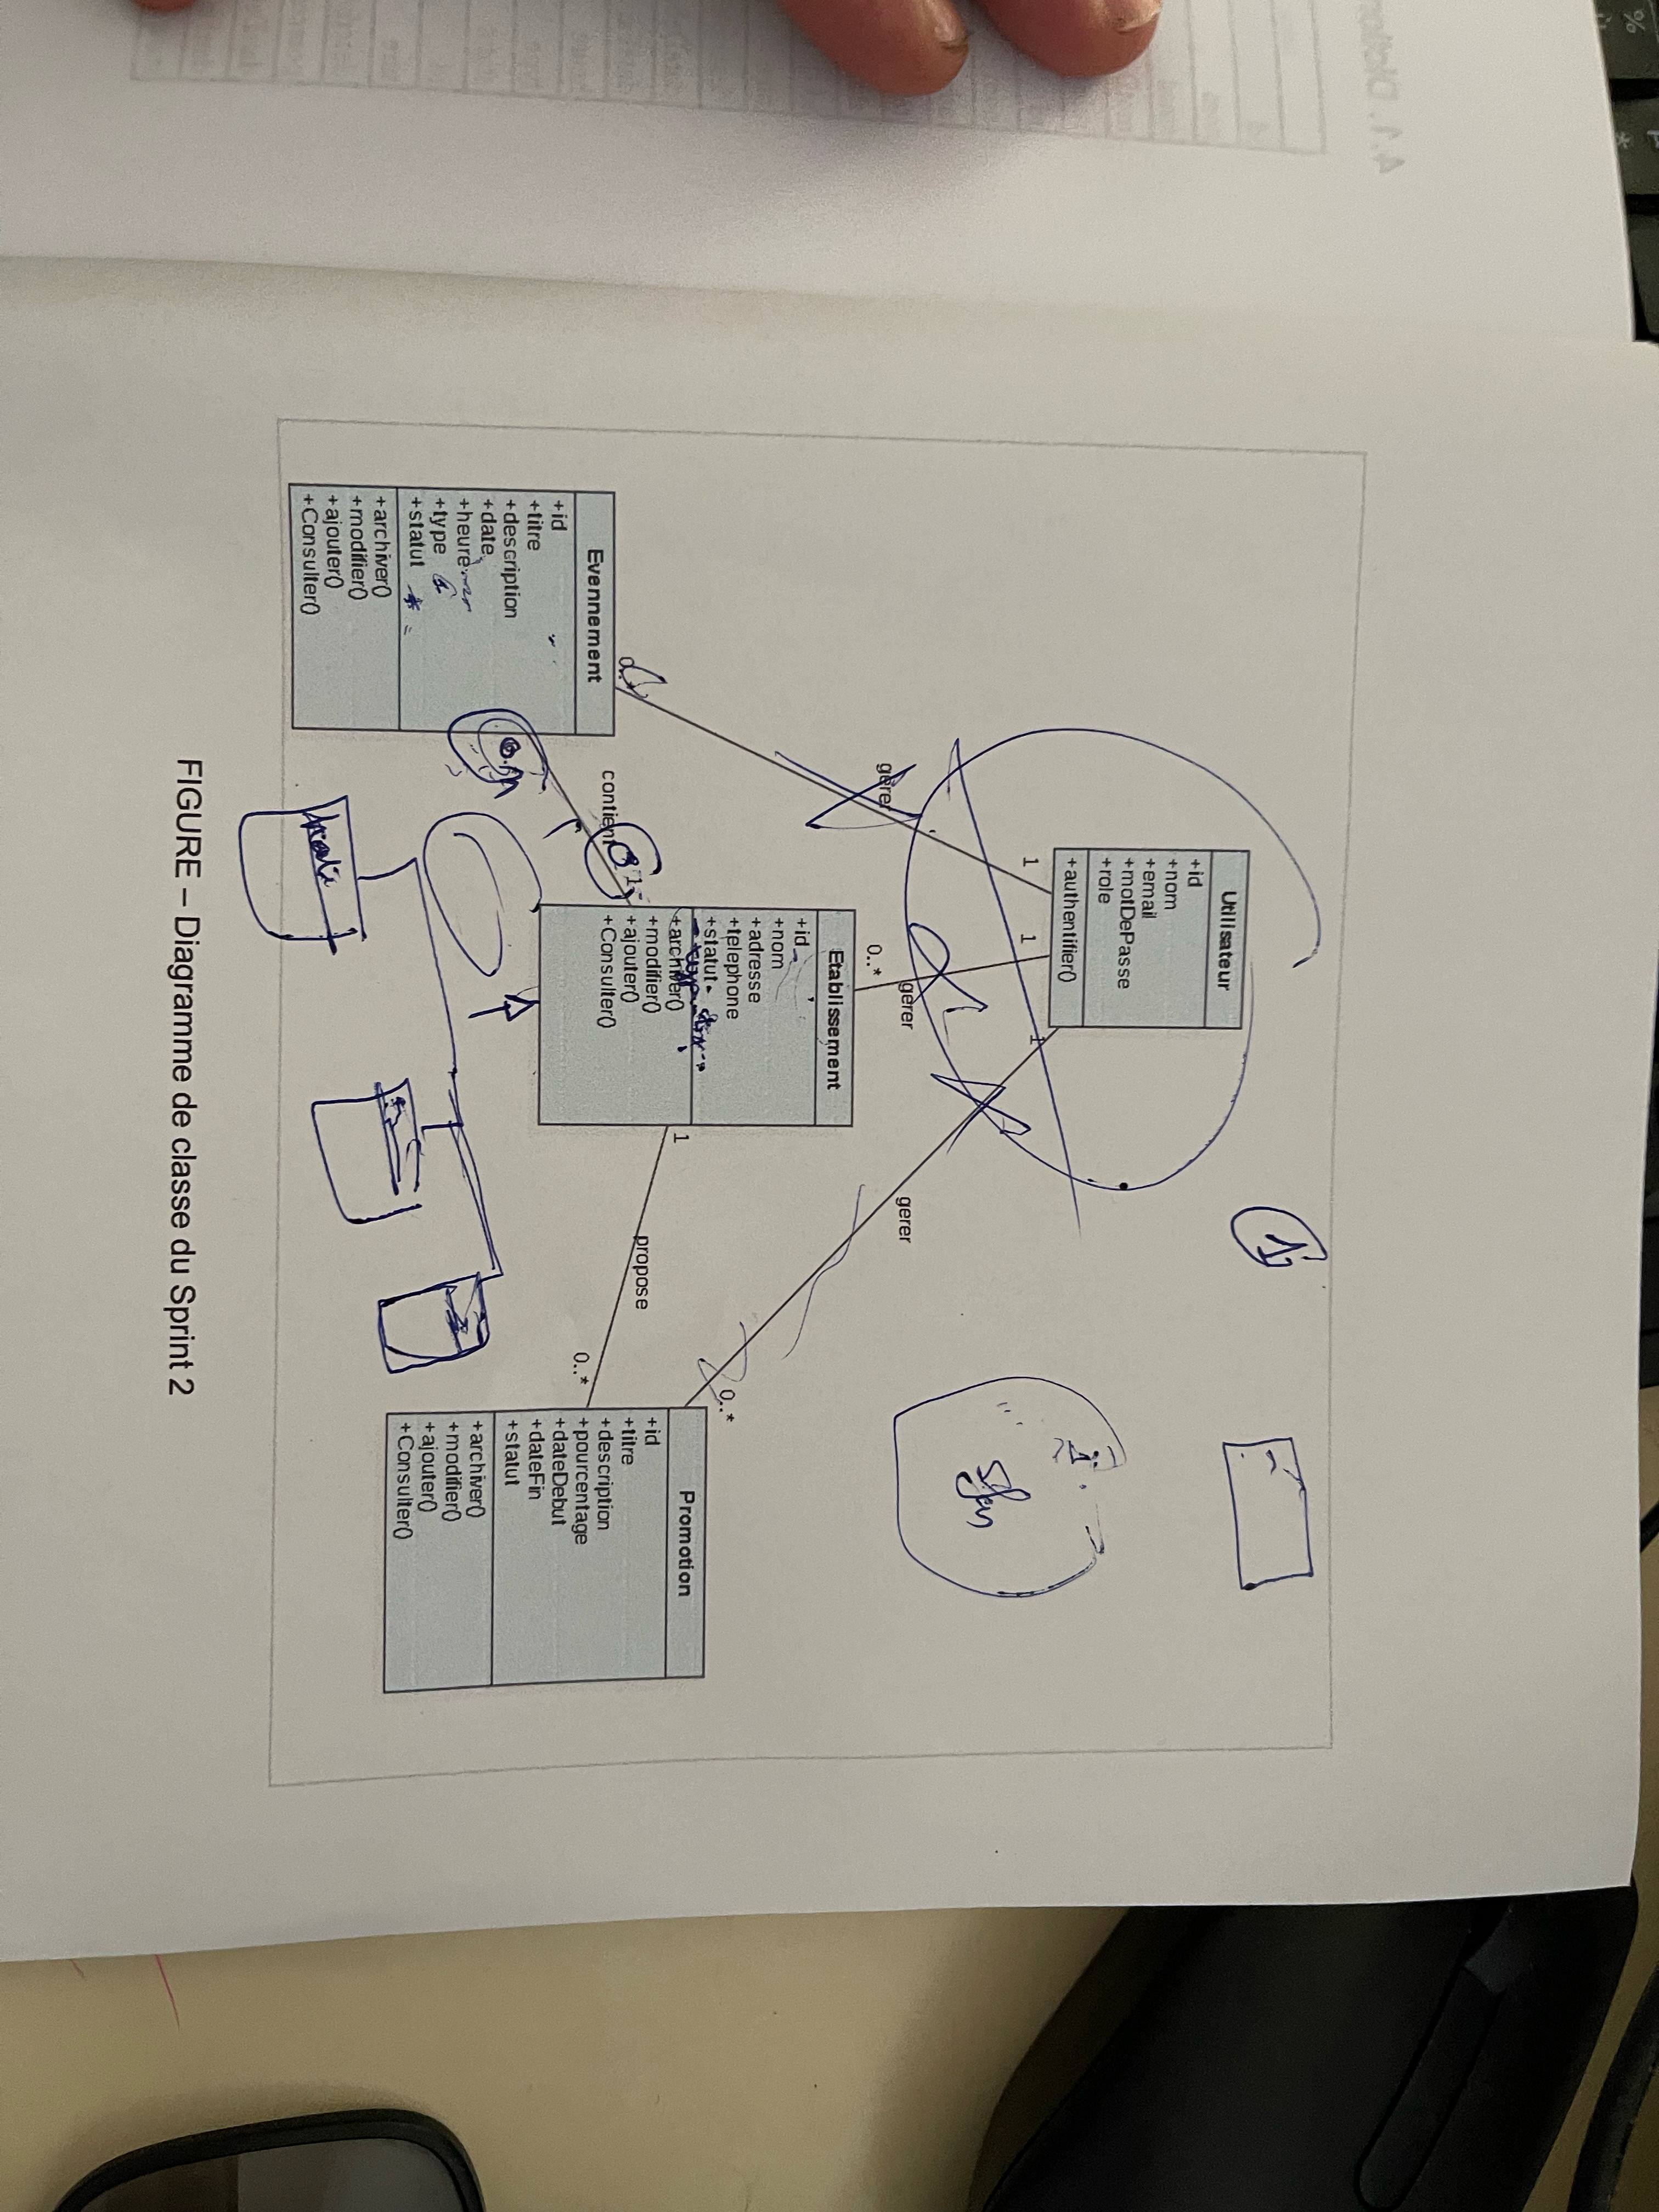 %
*
4.1. Diction
1
Utilisateur
+id
+nom
+email
+motDePasse
+role
+authentifier()
1
1
1
1
gerer
gerer
gerer
0..*
Etablissement
+id
+nom
+adresse
+telephone
+statut
+archiver()
+modifier()
+ajouter()
+Consulter()
0..*
1
propose
0..*
1
contient
Promotion
+id
+titre
+description
+pourcentage
+dateDebut
+dateFin
+statut
+archiver()
+modifier()
+ajouter()
+Consulter()
Evennement
+id
+titre
+description
+date
+heure
+type
+statut
+archiver()
+modifier()
+ajouter()
+Consulter()
FIGURE – Diagramme de classe du Sprint 2